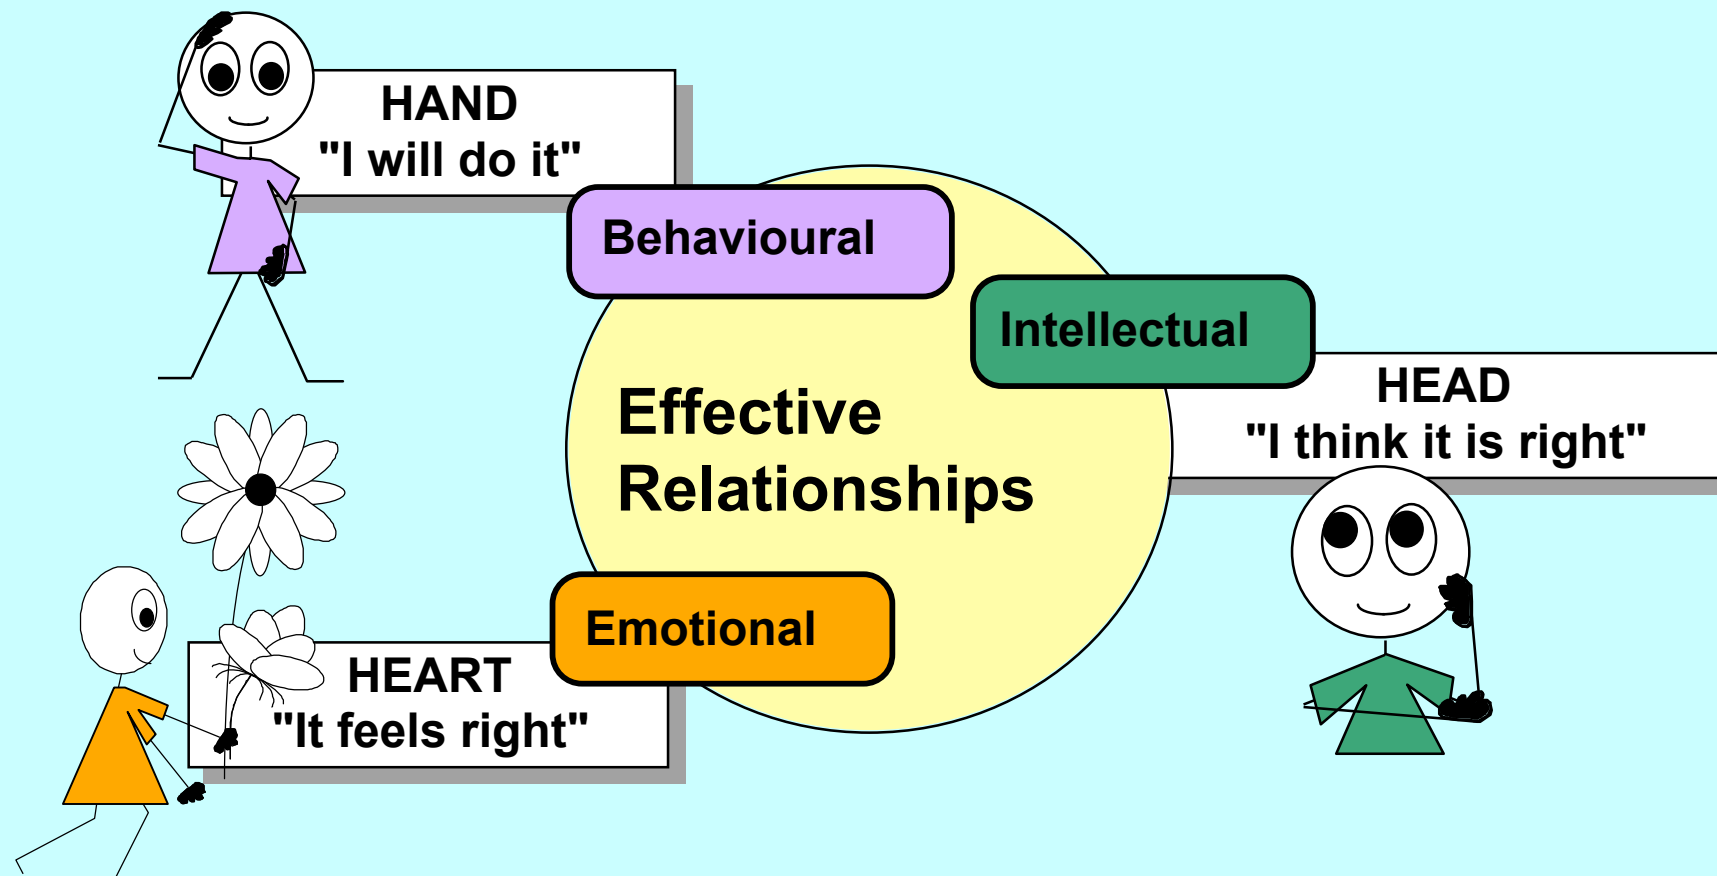 HAND
"I will do it"
Behavioural
Intellectual
HEAD
"I think it is right"
Effective
Relationships
Emotional
HEART
"It feels right"